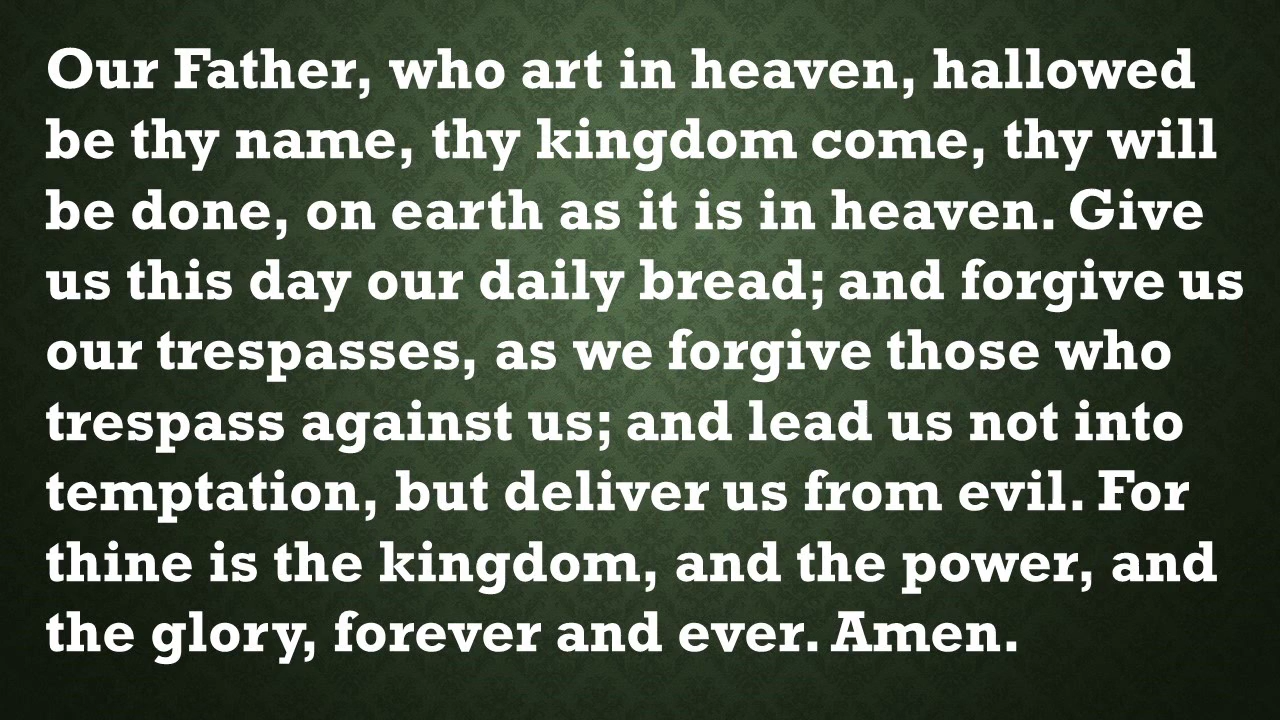 Our Father, who art in heaven, hallowed
be thy name, thy kingdom come, thy will
be done, on earth as it is in heaven. Give
us this day our daily bread; and forgive us
our trespasses, as we forgive those who
trespass against us; and lead us not into
temptation, but deliver us from evil. For
thine is the kingdom, and the power, and
the glory, forever and ever. Amen.